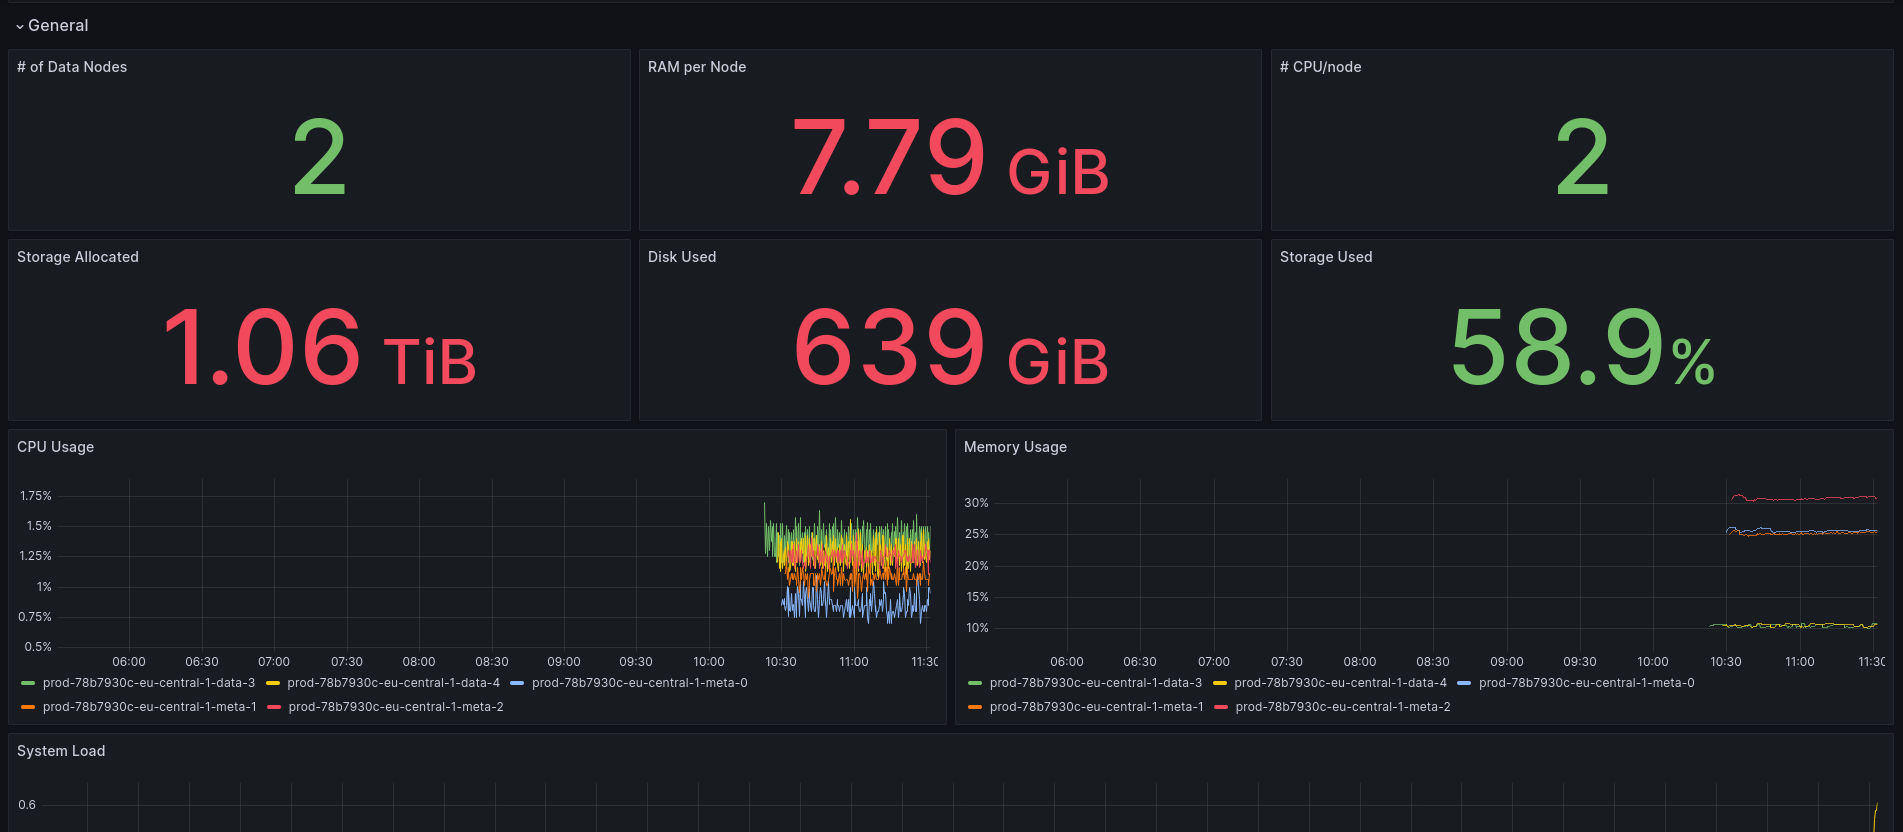 General
# of Data Nodes
RAM per Node
# CPU/node
2
7.79 GiB
2
Storage Allocated
Disk Used
Storage Used
1.06 TiB
639 GiB
58.9%
CPU Usage
1.75%
1.5%
1.25%
1%
0.75%
0.5%
06:00 06:30 07:00 07:30 08:00 08:30 09:00 09:30 10:00 10:30 11:00 11:30
prod-78b7930c-eu-central-1-data-3 prod-78b7930c-eu-central-1-data-4 prod-78b7930c-eu-central-1-meta-0
prod-78b7930c-eu-central-1-meta-1 prod-78b7930c-eu-central-1-meta-2
Memory Usage
30%
25%
20%
15%
10%
06:00 06:30 07:00 07:30 08:00 08:30 09:00 09:30 10:00 10:30 11:00 11:30
prod-78b7930c-eu-central-1-data-3 prod-78b7930c-eu-central-1-data-4 prod-78b7930c-eu-central-1-meta-0
prod-78b7930c-eu-central-1-meta-1 prod-78b7930c-eu-central-1-meta-2
System Load
0.6